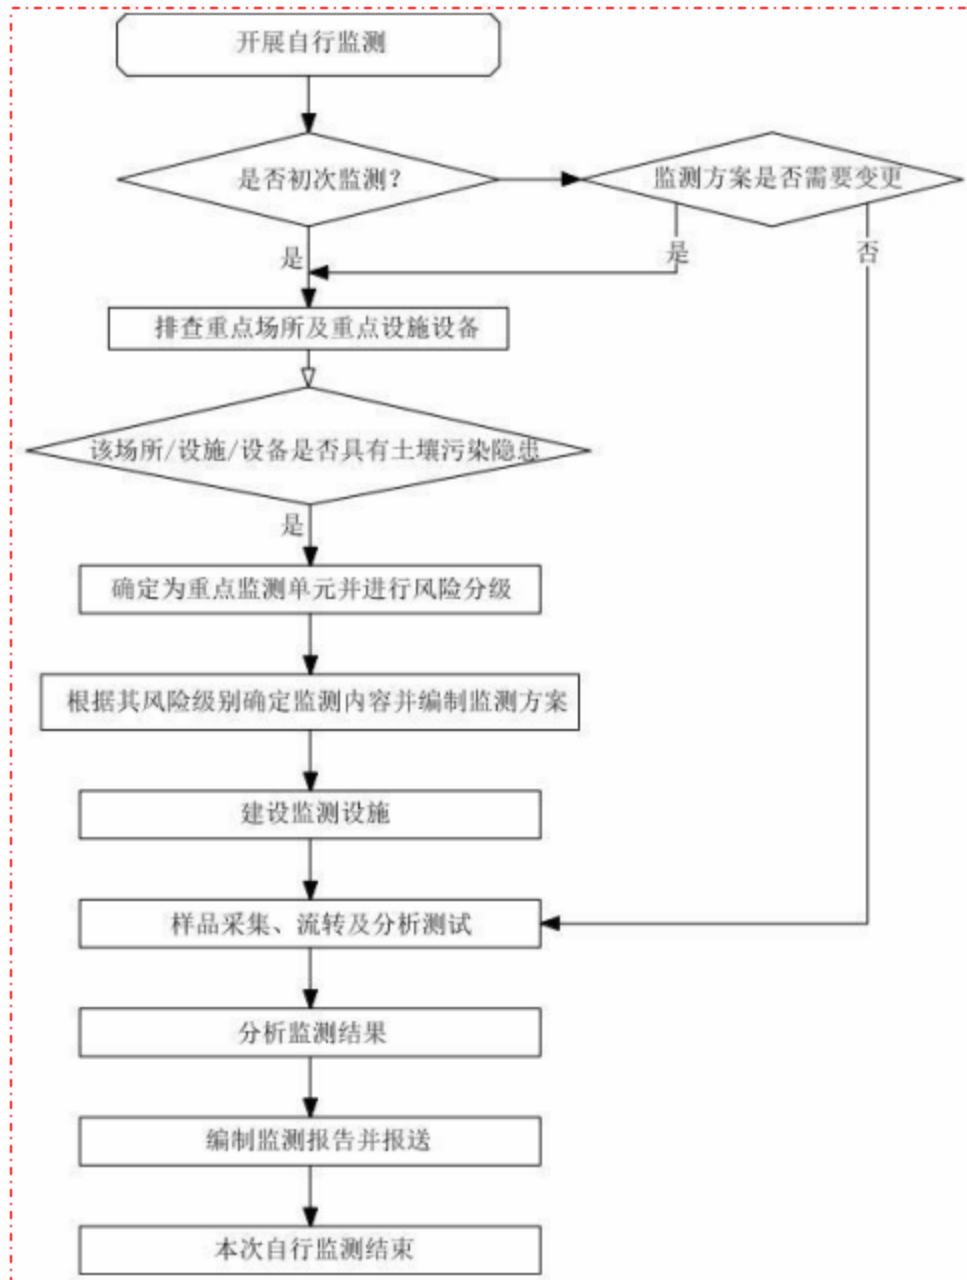 开展自行监测
是否初次监测？
监测方案是否需要变更
是
是
否
排查重点场所及重点设施设备
该场所/设施/设备是否具有土壤污染隐患
是
确定为重点监测单元并进行风险分级
根据其风险级别确定监测内容并编制监测方案
建设监测设施
样品采集、流转及分析测试
分析监测结果
编制监测报告并报送
本次自行监测结束